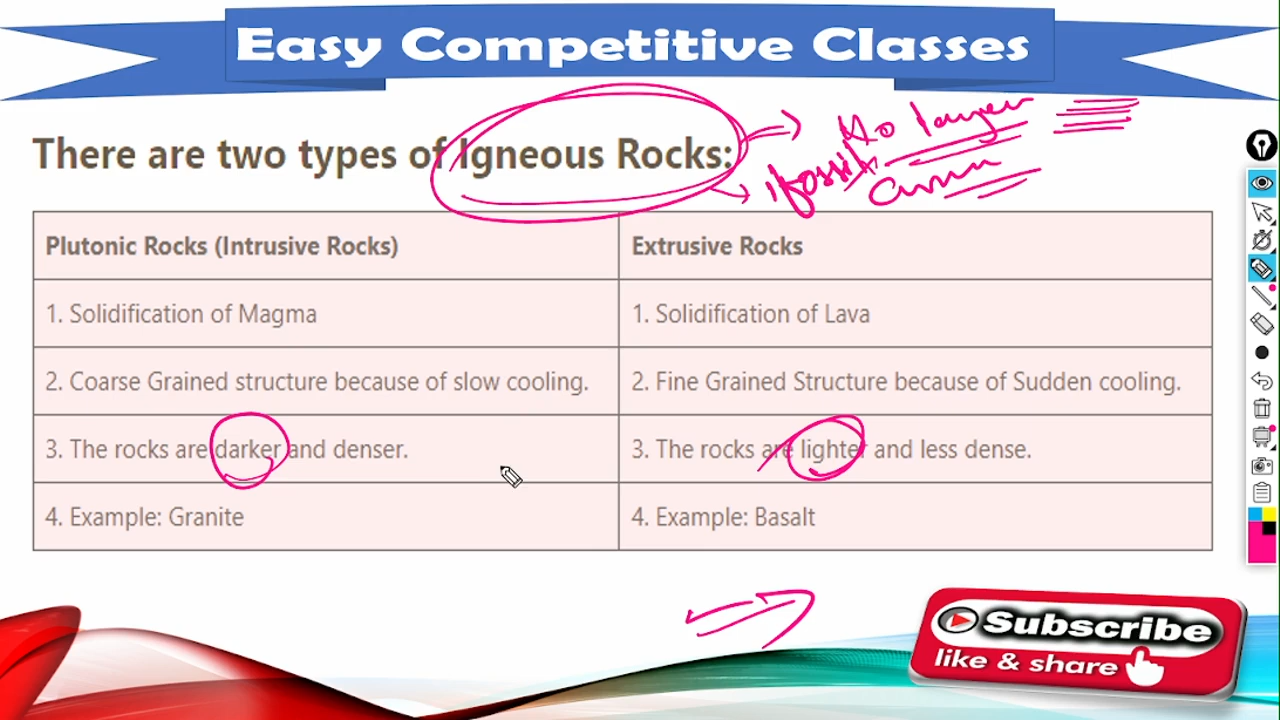 Easy Competitive Classes
There are two types of Igneous Rocks:
No layer
fossil
Plutonic Rocks (Intrusive Rocks)
Extrusive Rocks
1. Solidification of Magma
1. Solidification of Lava
2. Coarse Grained structure because of slow cooling.
2. Fine Grained Structure because of Sudden cooling.
3. The rocks are darker and denser.
3. The rocks are lighter and less dense.
4. Example: Granite
4. Example: Basalt
Subscribe
like & share